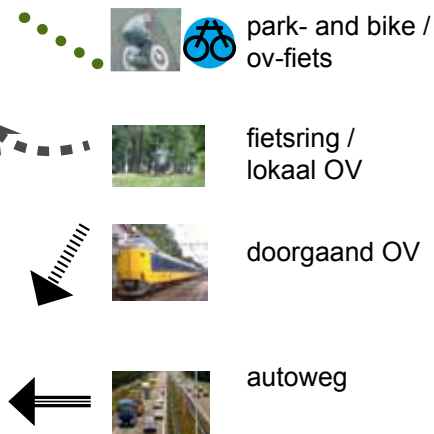 park- and bike /
ov-fiets
fietsring /
lokaal OV
doorgaand OV
autoweg